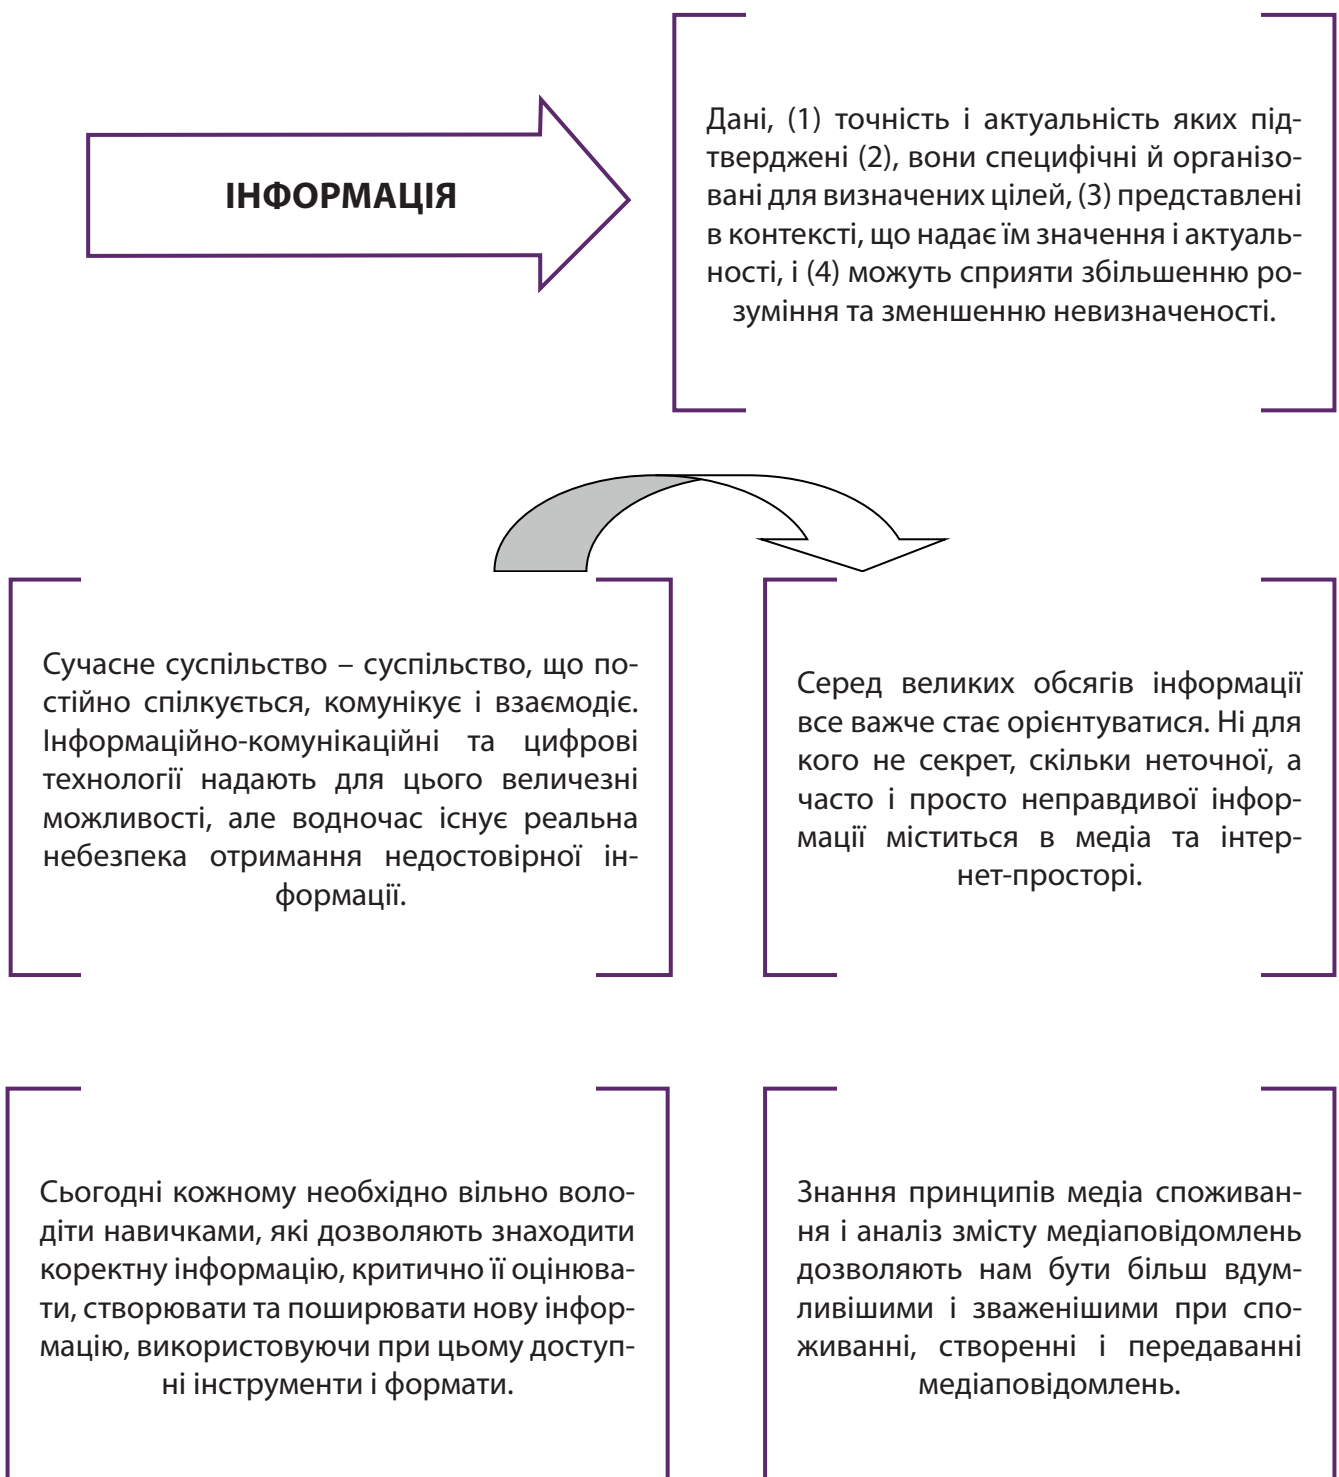 ІНФОРМАЦІЯ
Дані, (1) точність і актуальність яких під-
тверджені (2), вони специфічні й організо-
вані для визначених цілей, (3) представлені
в контексті, що надає їм значення і актуаль-
ності, і (4) можуть сприяти збільшенню ро-
зуміння та зменшенню невизначеності.
Сучасне суспільство – суспільство, що по-
стійно спілкується, комунікує і взаємодіє.
Інформаційно-комунікаційні та цифрові
технології надають для цього величезні
можливості, але водночас існує реальна
небезпека отримання недостовірної ін-
формації.
Серед великих обсягів інформації
все важче стає орієнтуватися. Ні для
кого не секрет, скільки неточної, а
часто і просто неправдивої інфор-
мації міститься в медіа та інтер-
нет-просторі.
Сьогодні кожному необхідно вільно воло-
діти навичками, які дозволяють знаходити
коректну інформацію, критично її оцінюва-
ти, створювати та поширювати нову інфор-
мацію, використовуючи при цьому доступ-
ні інструменти і формати.
Знання принципів медіа споживан-
ня і аналіз змісту медіаповідомлень
дозволяють нам бути більш вдум-
ливішими і зваженішими при спо-
живанні, створенні і передаванні
медіаповідомлень.